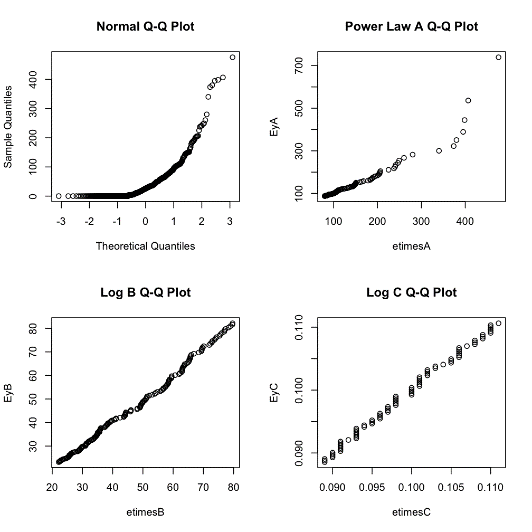 Normal Q-Q Plot
Sample Quantiles
0 100 200 300 400
-3 -2 -1 0 1 2 3
Theoretical Quantiles
Power Law A Q-Q Plot
EyA
100 300 500 700
100 200 300 400
etimesA
Log B Q-Q Plot
EyB
30 40 50 60 70 80
20 30 40 50 60 70 80
etimesB
Log C Q-Q Plot
EyC
0.090 0.100 0.110
0.090 0.095 0.100 0.105 0.110
etimesC